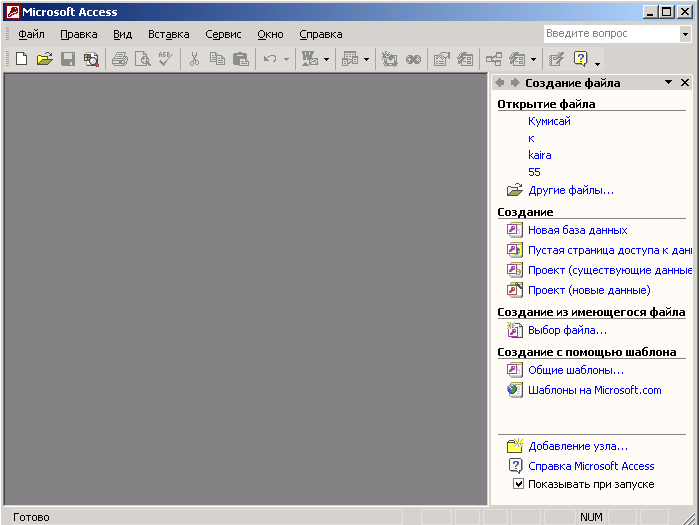 Microsoft Access
Файл Правка Вид Вставка Сервис Окно Справка Введите вопрос
Создание файла
Открытие файла
Кумисай
к
kaira
55
Другие файлы...
Создание
Новая база данных
Пустая страница доступа к дан
Проект (существующие данные
Проект (новые данные)
Создание из имеющегося файла
Выбор файла...
Создание с помощью шаблона
Общие шаблоны...
Шаблоны на Microsoft.com
Добавление узла...
Справка Microsoft Access
Показывать при запуске
Готово NUM